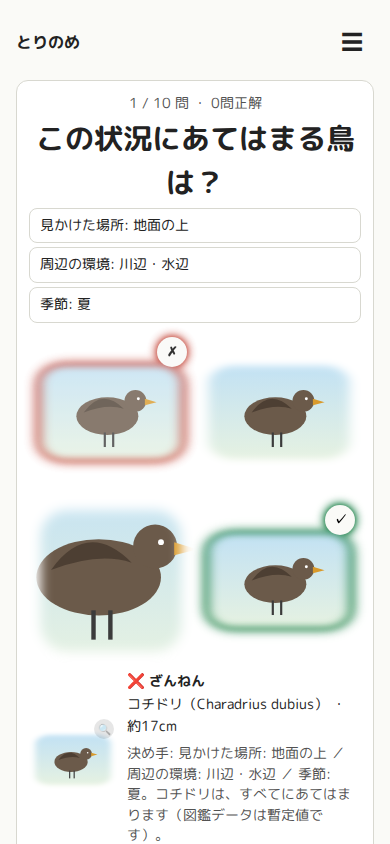 とりのめ
☰
1 / 10 問 · 0問正解
この状況にあてはまる鳥
は？
見かけた場所: 地面の上
周辺の環境: 川辺・水辺
季節: 夏
✗
✓
❌ ざんねん
コチドリ（Charadrius dubius） ・
約17cm
決め手: 見かけた場所: 地面の上 ／
周辺の環境: 川辺・水辺 ／ 季節:
夏。コチドリは、すべてにあてはま
ります（図鑑データは暫定値で
す）。